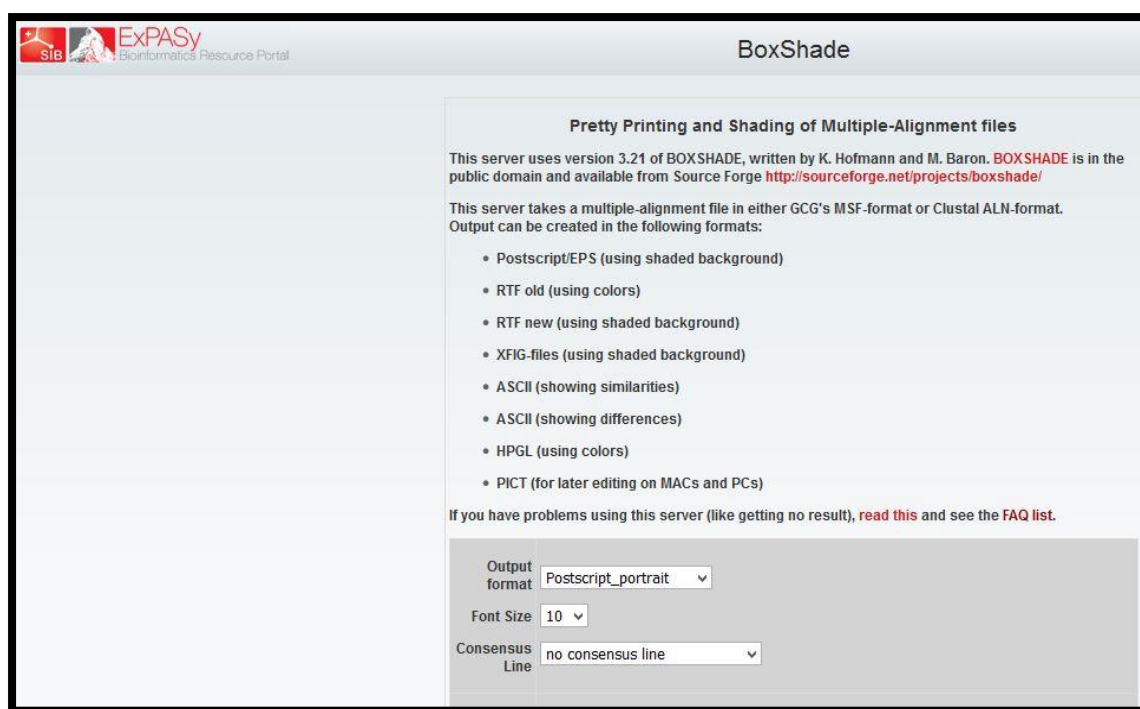 SIB
ExPASy
Bioinformatics Resource Portal
BoxShade
Pretty Printing and Shading of Multiple-Alignment files
This server uses version 3.21 of BOXSHADE, written by K. Hofmann and M. Baron. BOXSHADE is in the
public domain and available from Source Forge http://sourceforge.net/projects/boxshade/
This server takes a multiple-alignment file in either GCG's MSF-format or Clustal ALN-format.
Output can be created in the following formats:
• Postscript/EPS (using shaded background)
• RTF old (using colors)
• RTF new (using shaded background)
• XFIG-files (using shaded background)
• ASCII (showing similarities)
• ASCII (showing differences)
• HPGL (using colors)
• PICT (for later editing on MACs and PCs)
If you have problems using this server (like getting no result), read this and see the FAQ list.
Output
format Postscript_portrait
Font Size 10
Consensus
Line no consensus line